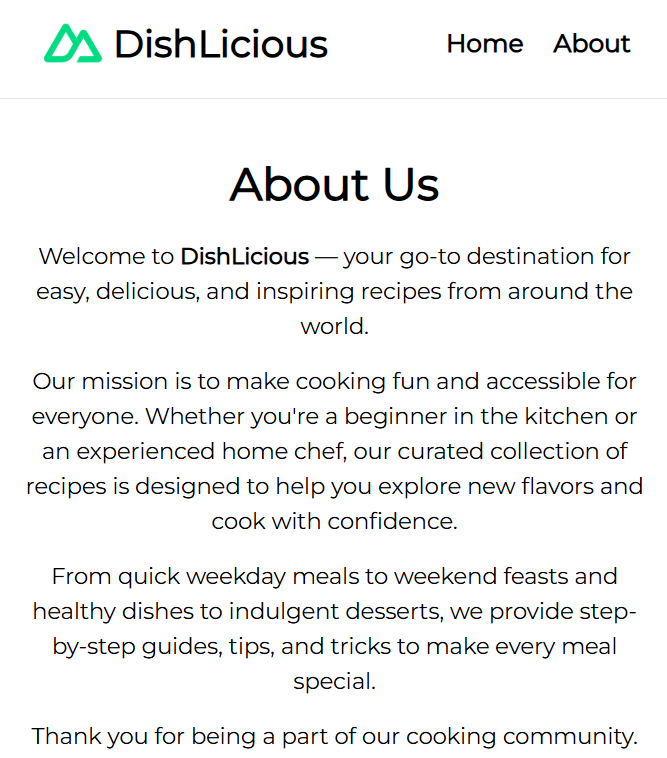 DishLicious
Home About
About Us
Welcome to DishLicious — your go-to destination for
easy, delicious, and inspiring recipes from around the
world.
Our mission is to make cooking fun and accessible for
everyone. Whether you're a beginner in the kitchen or
an experienced home chef, our curated collection of
recipes is designed to help you explore new flavors and
cook with confidence.
From quick weekday meals to weekend feasts and
healthy dishes to indulgent desserts, we provide step-
by-step guides, tips, and tricks to make every meal
special.
Thank you for being a part of our cooking community.